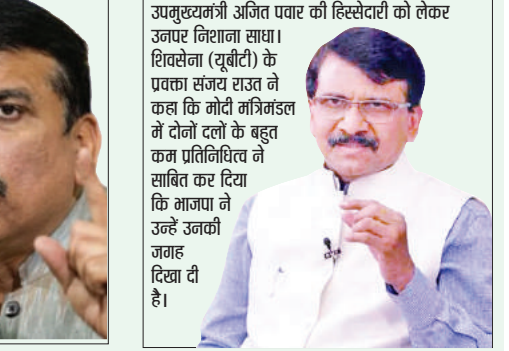 उपमुख्यमंत्री अजित पवार की हिस्सेदारी को लेकर
उनपर निशाना साधा।
शिवसेना (यूबीटी) के
प्रवक्ता संजय राउत ने
कहा कि मोदी मंत्रिमंडल
में दोनों दलों के बहुत
कम प्रतिनिधित्व ने
साबित कर दिया
कि भाजपा ने
उन्हें उनकी
जगह
दिखा दी
है।